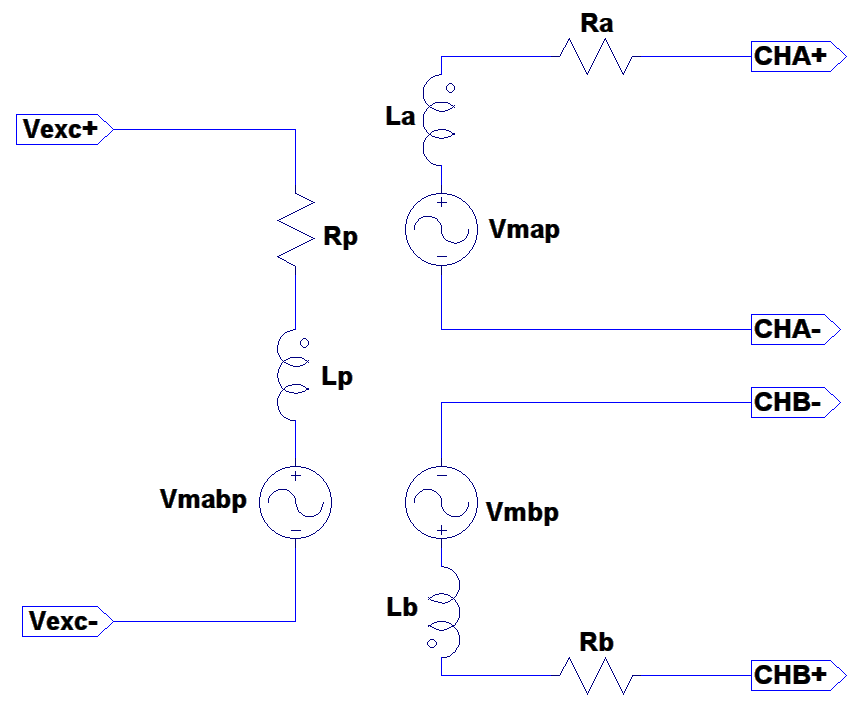 Ra
CHA+
La
Vexc+
Vmap
Rp
CHA-
Lp
CHB-
Vmabp
Vmbp
Lb
Vexc-
Rb
CHB+